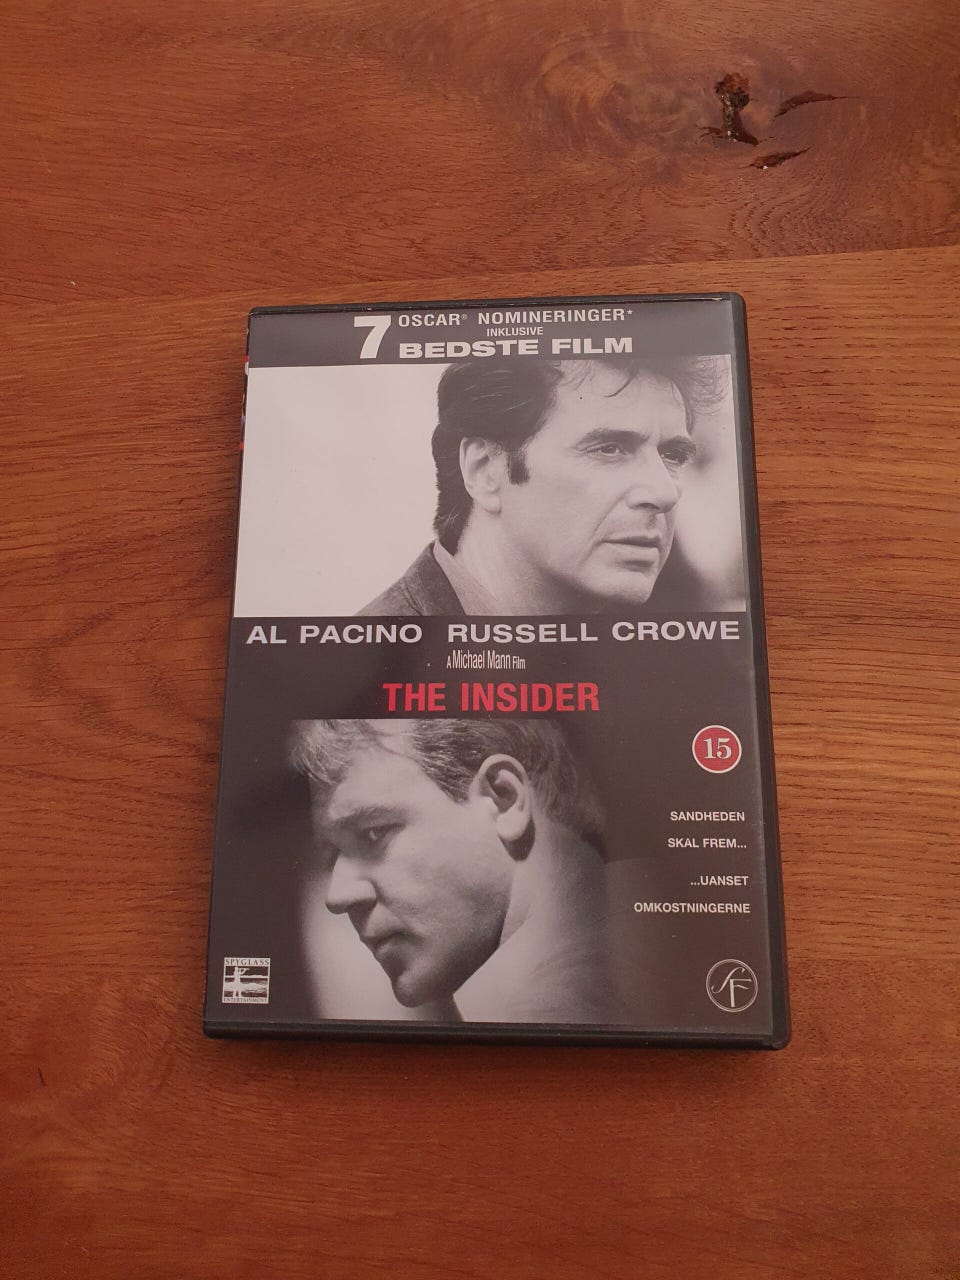 7 OSCAR® NOMINERINGER*
INKLUSIVE
BEDSTE FILM
AL PACINO RUSSELL CROWE
A Michael Mann Film
THE INSIDER
15
SANDHEDEN
SKAL FREM...
...UANSET
OMKOSTNINGERNE
SPYGLASS
ENTERTAINMENT
SF